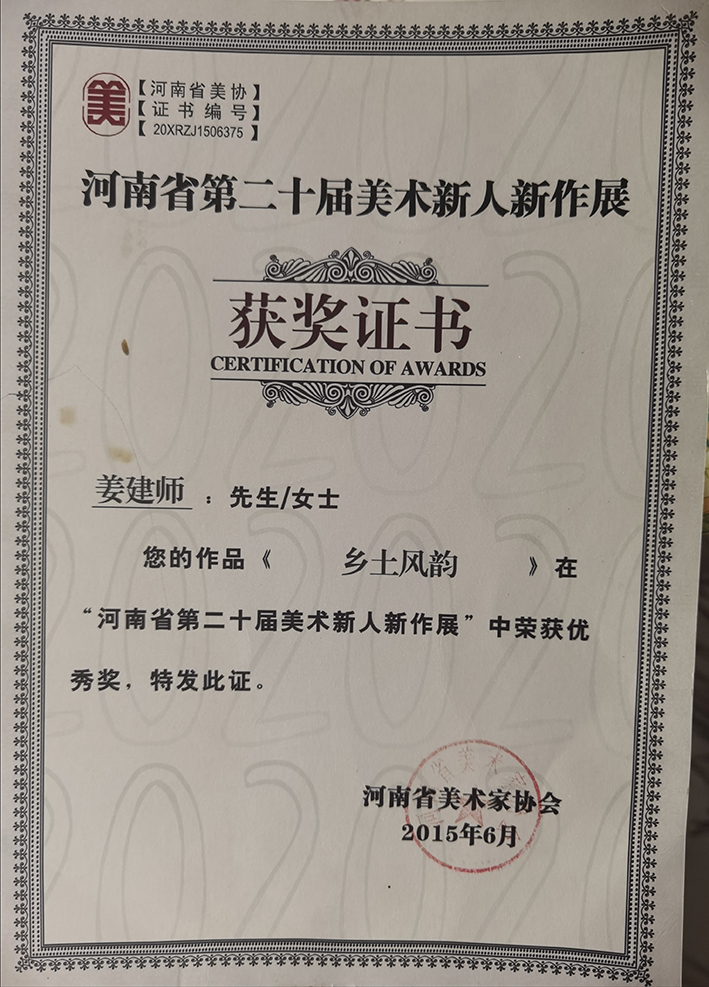 美
【河南省美协】
【证书编号】
【 20XRZJ1506375 】
河南省第二十届美术新人新作展
获奖证书
CERTIFICATION OF AWARDS
姜建师 ：先生/女士
您的作品《 乡土风韵 》在
“河南省第二十届美术新人新作展”中荣获优
秀奖，特发此证。
河南省美术家协会
2015年6月